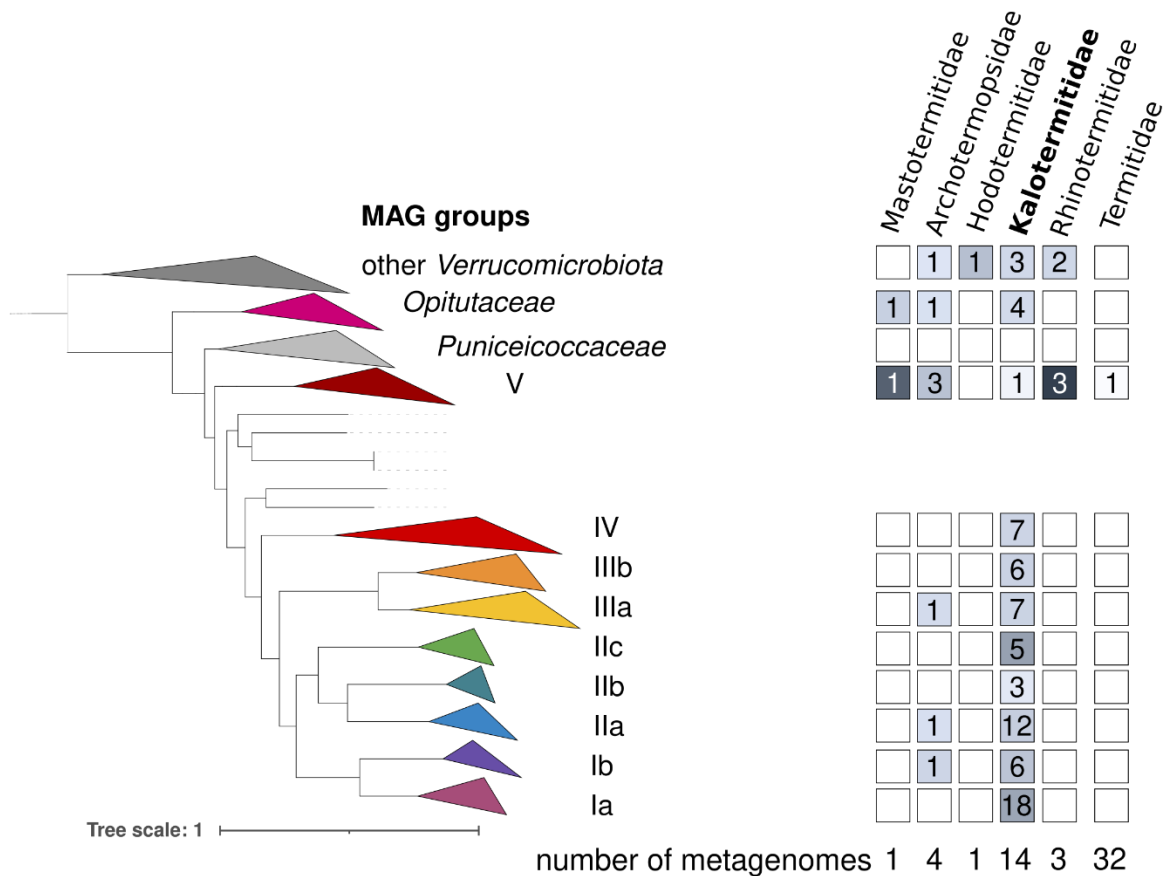 Mastotermitidae
Archotermopsidae
Hodotermitidae
Kalotermitidae
Rhinotermitidae
Termitidae
MAG groups
other Verrucomicrobiota 1 1 3 2
Opitutaceae 1 1 4
Puniceicoccaceae
V 1 3 1 3 1
IV 7
IIIb 6
IIIa 1 7
IIc 5
IIb 3
IIa 1 12
Ib 1 6
Ia 18
Tree scale: 1
number of metagenomes 1 4 1 14 3 32